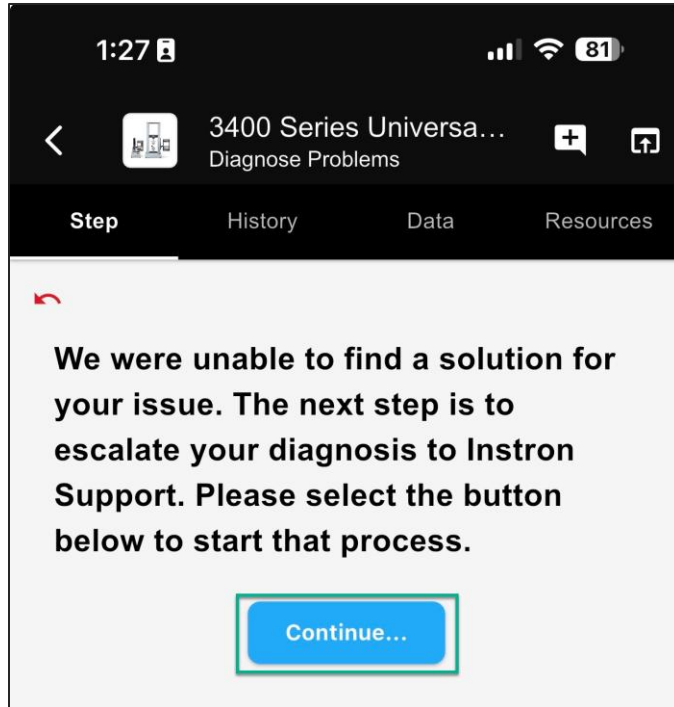 1:27 81
3400 Series Universa...
Diagnose Problems
Step History Data Resources
We were unable to find a solution for
your issue. The next step is to
escalate your diagnosis to Instron
Support. Please select the button
below to start that process.
Continue...